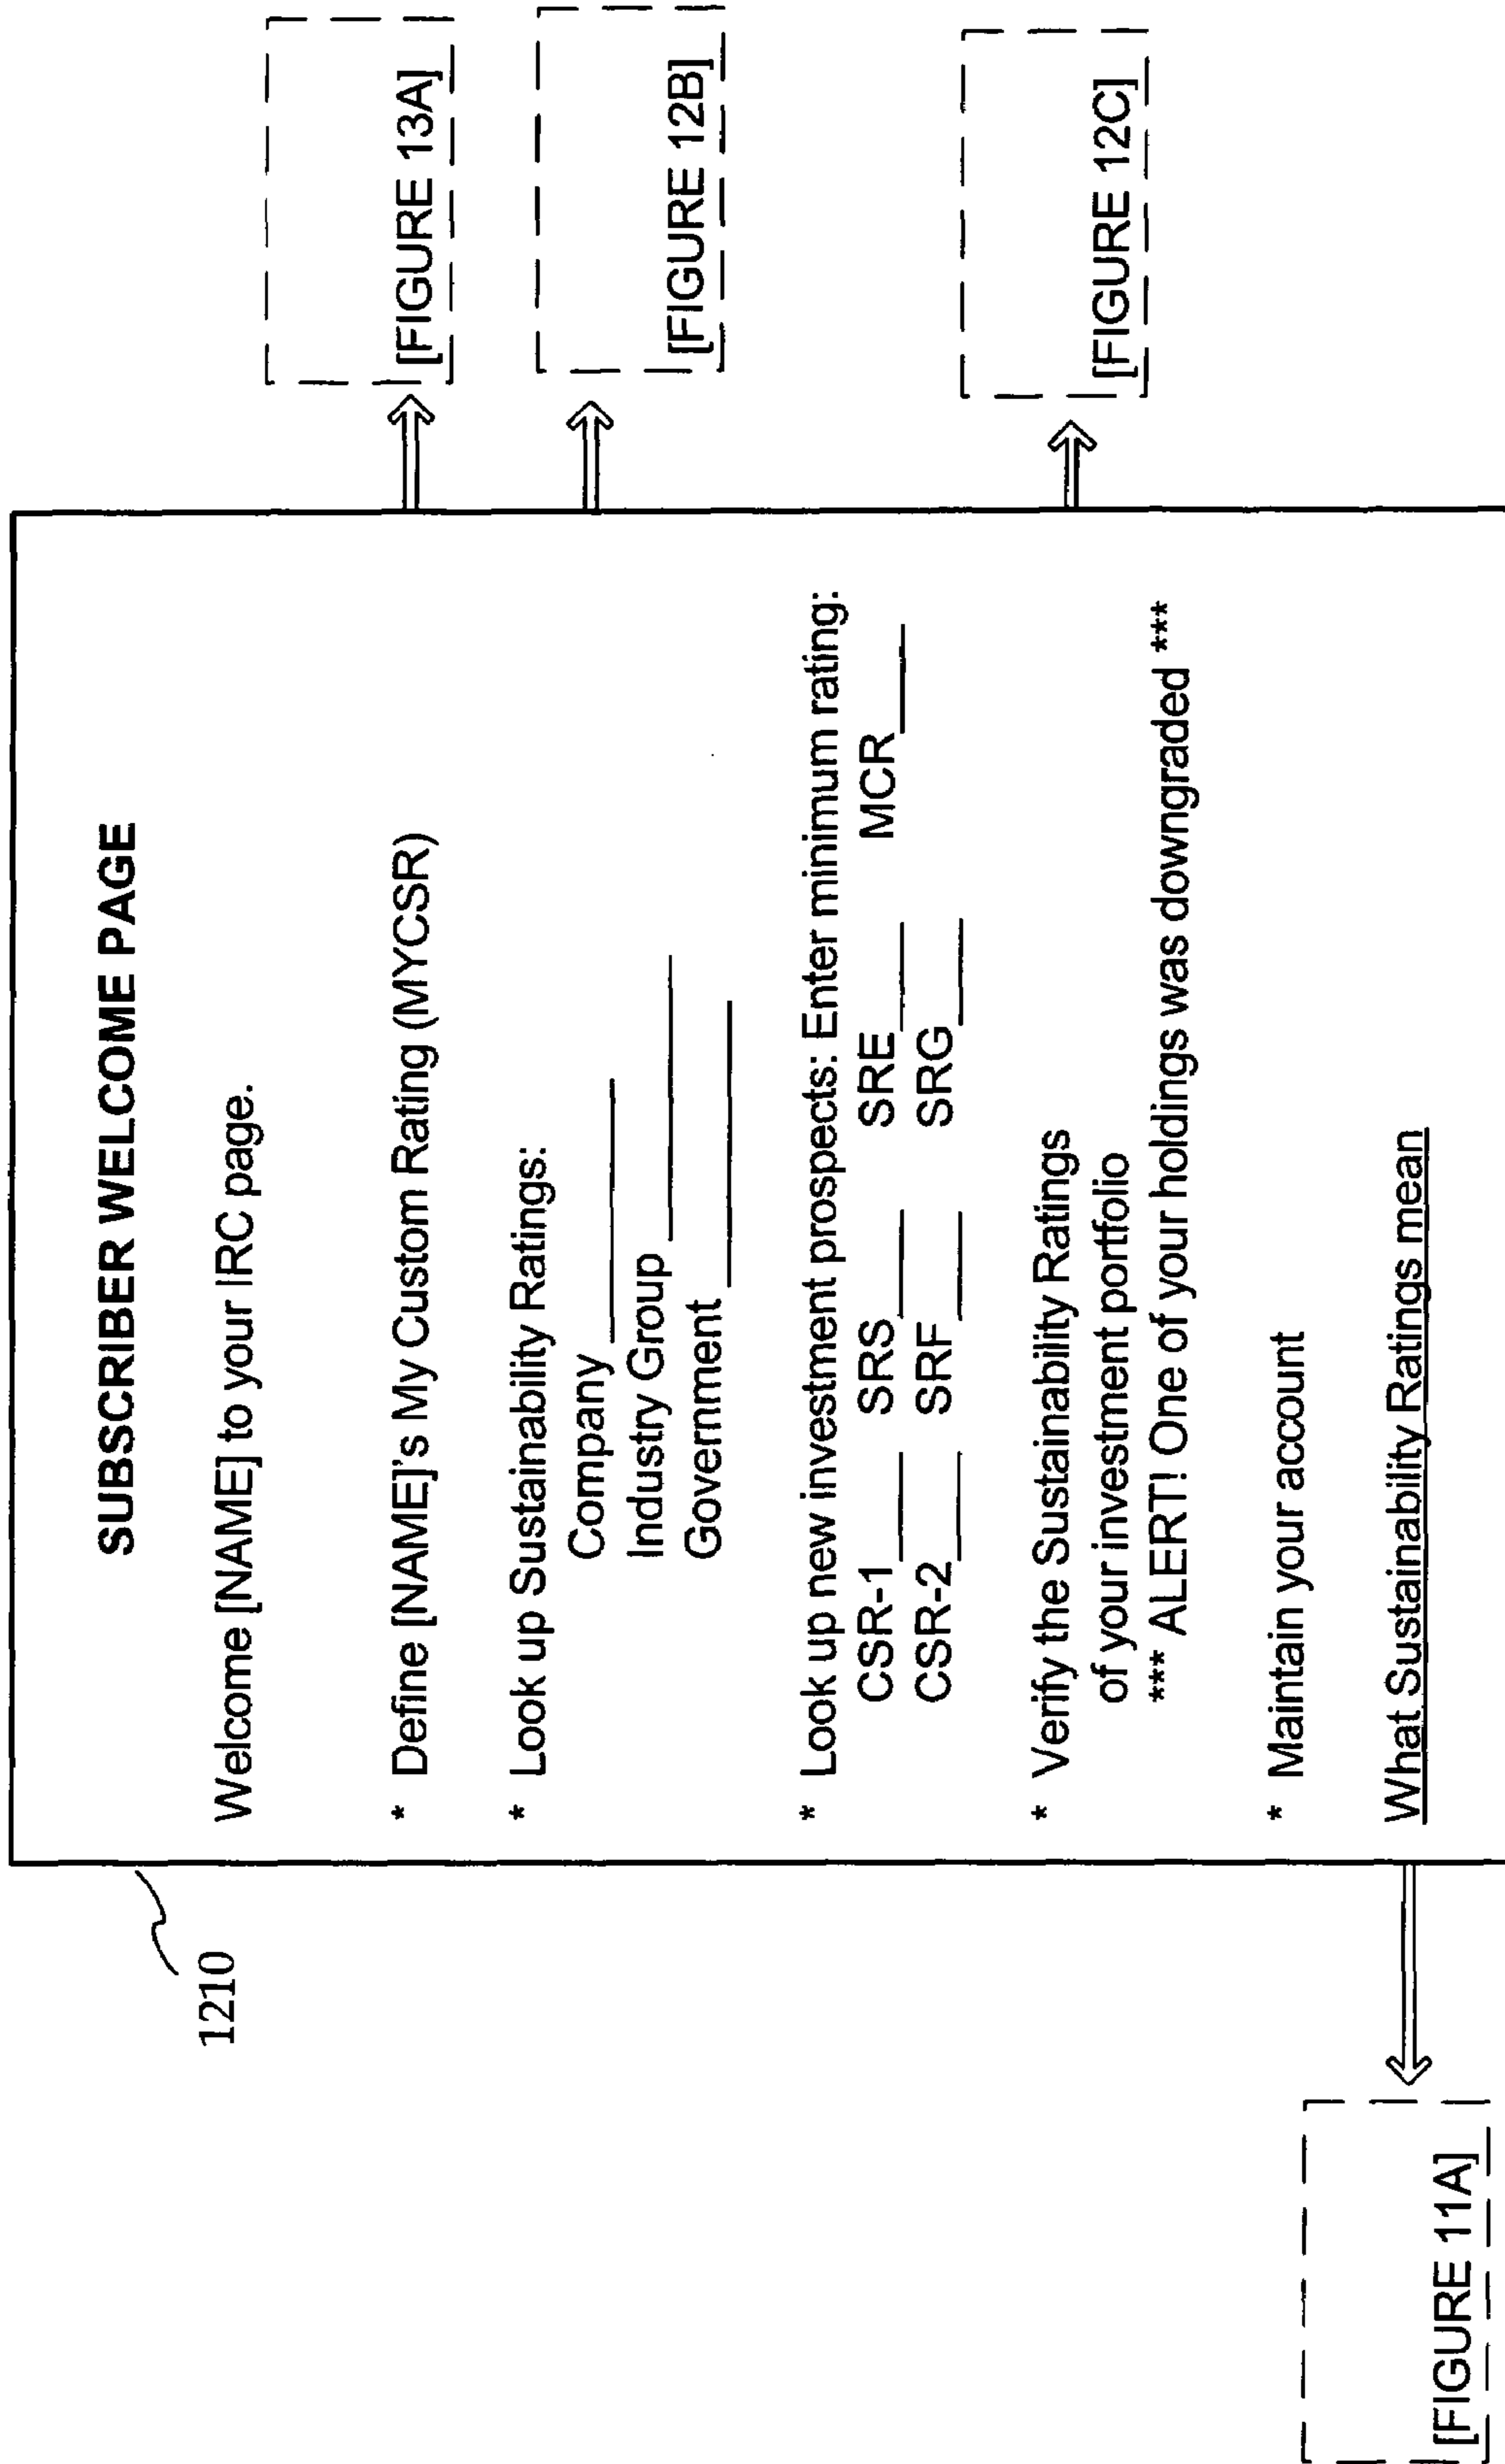 SUBSCRIBER WELCOME PAGE
1210
Welcome [NAME] to your IRC page.
* Define [NAME]'s My Custom Rating (MYCSR)
[FIGURE 13A]
* Look up Sustainability Ratings:
Company
Industry Group
Government
[FIGURE 12B]
* Look up new investment prospects: Enter minimum rating:
CSR-1 SRS SRE MCR
CSR-2 SRF SRG
* Verify the Sustainability Ratings
of your investment portfolio
*** ALERT! One of your holdings was downgraded ***
[FIGURE 12C]
* Maintain your account
What Sustainability Ratings mean
[FIGURE 11A]